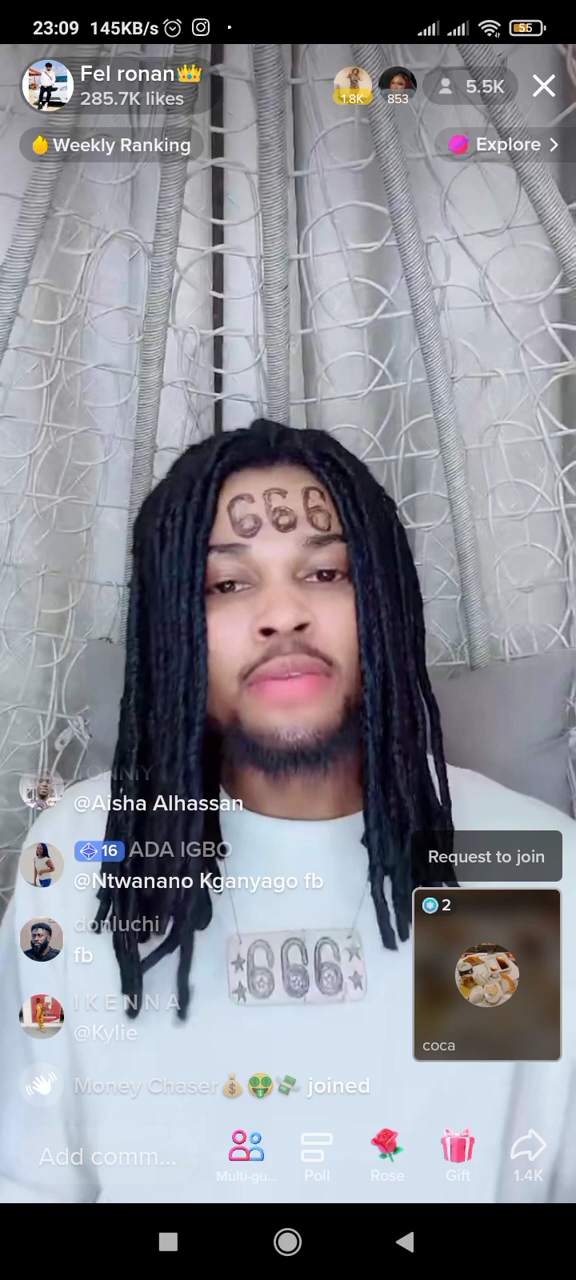 23:09 145KB/s 55
Fel ronan👑
285.7K likes
1.8K
853
5.5K
🔥 Weekly Ranking
Explore >
666
@Aisha Alhassan
16 ADA IGBO
@Ntwanano Kganyago fb
donluchi
fb
I K E N N A
@Kylie
👋 Money Chaser💰🤑💸 joined
Request to join
2
coca
666
Add comm...
Multi-gu...
Poll
Rose
Gift
1.4K